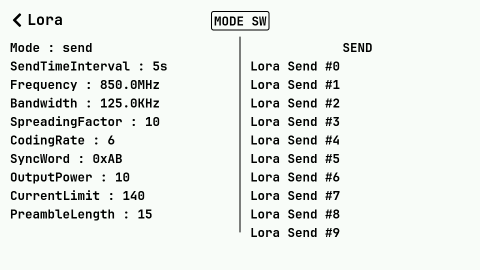 Lora
MODE SW
Mode : send
SendTimeInterval : 5s
Frequency : 850.0MHz
Bandwidth : 125.0KHz
SpreadingFactor : 10
CodingRate : 6
SyncWord : 0xAB
OutputPower : 10
CurrentLimit : 140
PreambleLength : 15
SEND
Lora Send #0
Lora Send #1
Lora Send #2
Lora Send #3
Lora Send #4
Lora Send #5
Lora Send #6
Lora Send #7
Lora Send #8
Lora Send #9